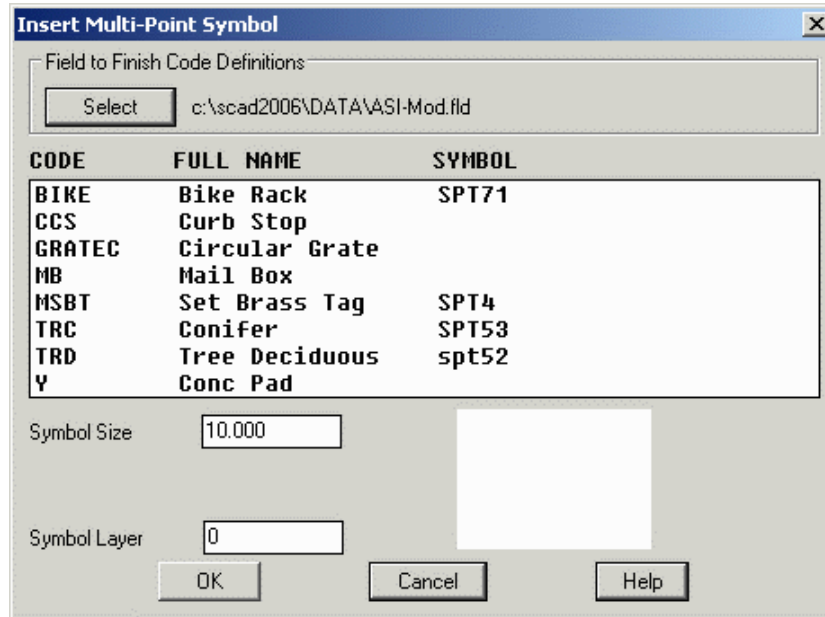 Insert Multi-Point Symbol
Field to Finish Code Definitions
Select c:\scad2006\DATA\ASI-Mod.fld
CODE FULL NAME SYMBOL
BIKE Bike Rack SPT71
CCS Curb Stop
GRATEC Circular Grate
MB Mail Box
MSBT Set Brass Tag SPT4
TRC Conifer SPT53
TRD Tree Deciduous spt52
Y Conc Pad
Symbol Size 10.000
Symbol Layer 0
OK Cancel Help